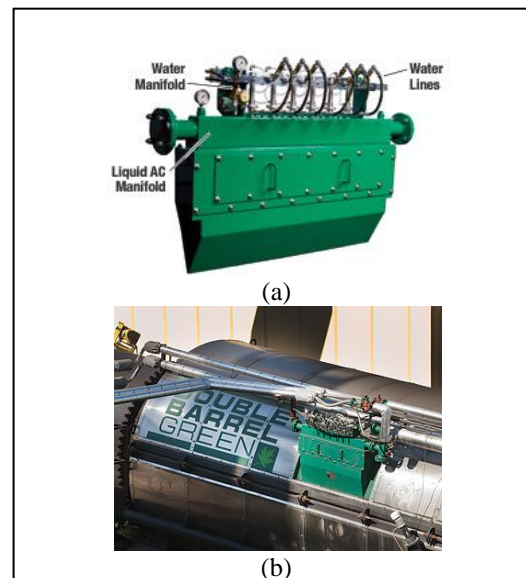 Water
Manifold
Water
Lines
Liquid AC
Manifold
(a)
DOUBLE
BARREL
GREEN
(b)